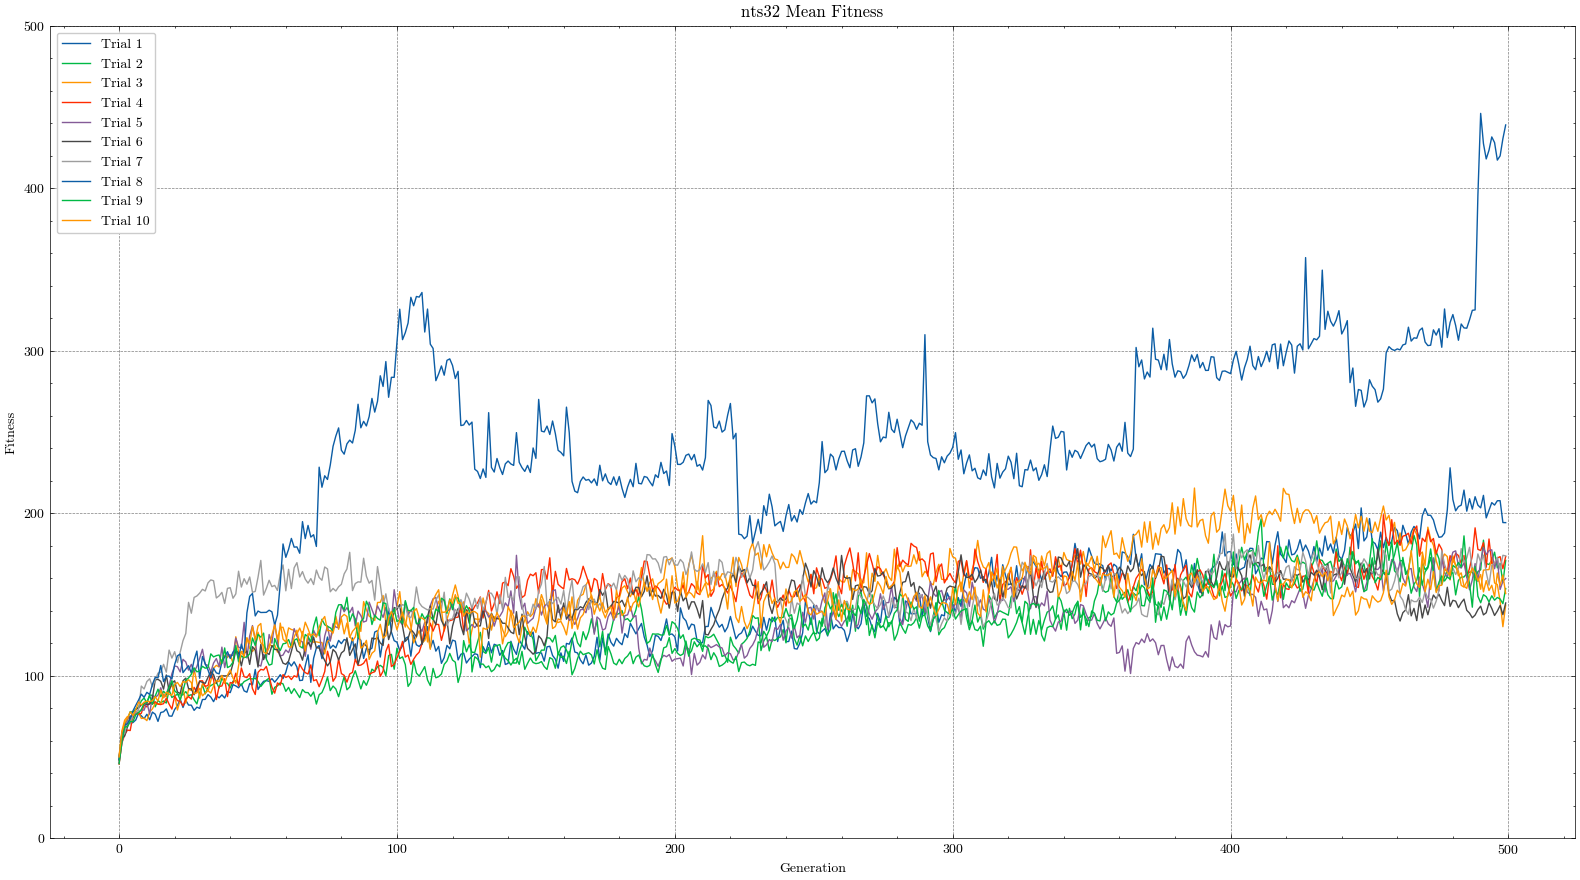 nts32 Mean Fitness
500
400
300
200
100
0
Fitness
Trial 1
Trial 2
Trial 3
Trial 4
Trial 5
Trial 6
Trial 7
Trial 8
Trial 9
Trial 10
0 100 200 300 400 500
Generation